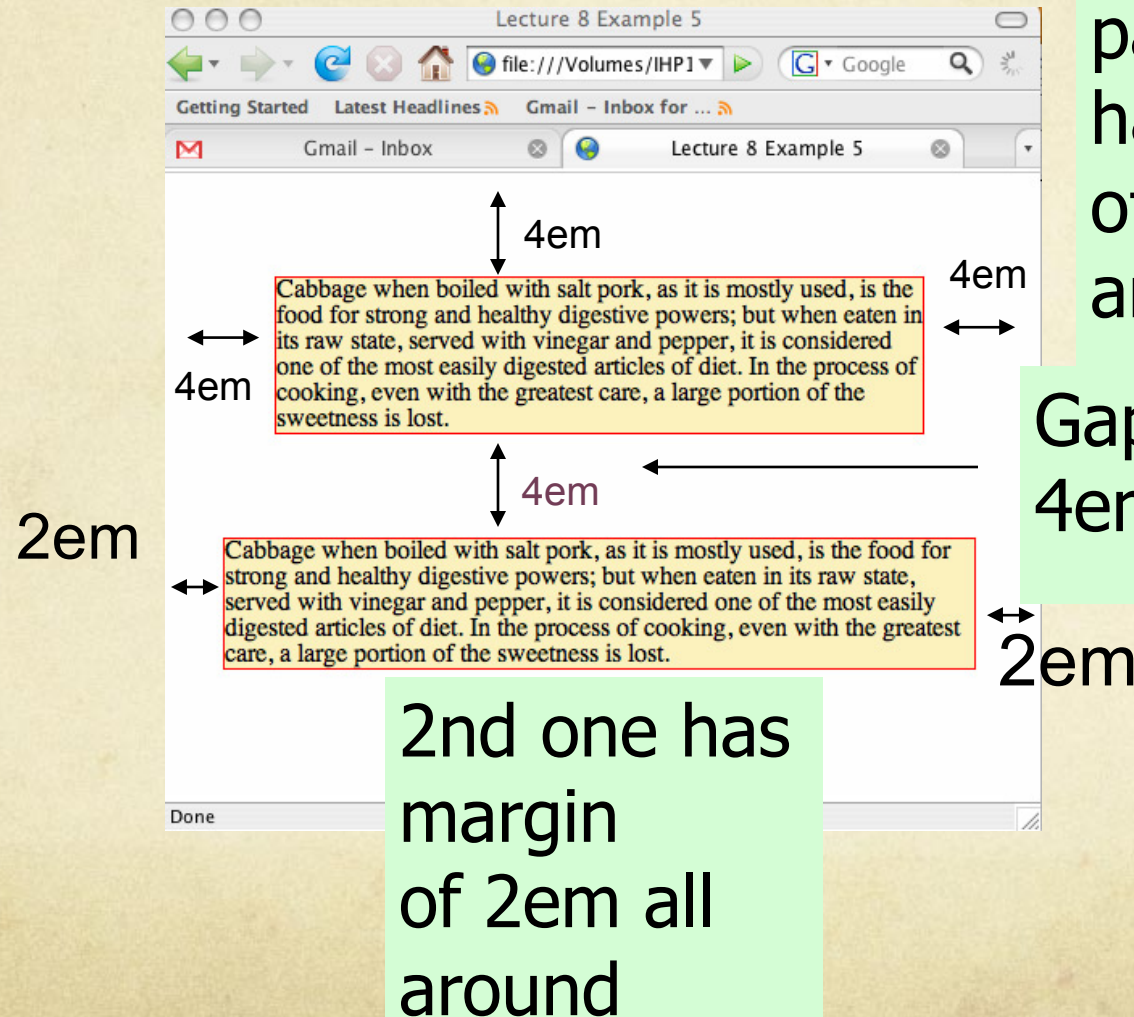 Lecture 8 Example 5
file:///Volumes/IHP1
G Google
Getting Started Latest Headlines Gmail – Inbox for ...
Gmail – Inbox
Lecture 8 Example 5
4em
4em
4em
Cabbage when boiled with salt pork, as it is mostly used, is the
food for strong and healthy digestive powers; but when eaten in
its raw state, served with vinegar and pepper, it is considered
one of the most easily digested articles of diet. In the process of
cooking, even with the greatest care, a large portion of the
sweetness is lost.
Gap
4em
2em
Cabbage when boiled with salt pork, as it is mostly used, is the food for
strong and healthy digestive powers; but when eaten in its raw state,
served with vinegar and pepper, it is considered one of the most easily
digested articles of diet. In the process of cooking, even with the greatest
care, a large portion of the sweetness is lost.
2em
2nd one has
margin
of 2em all
around
Done